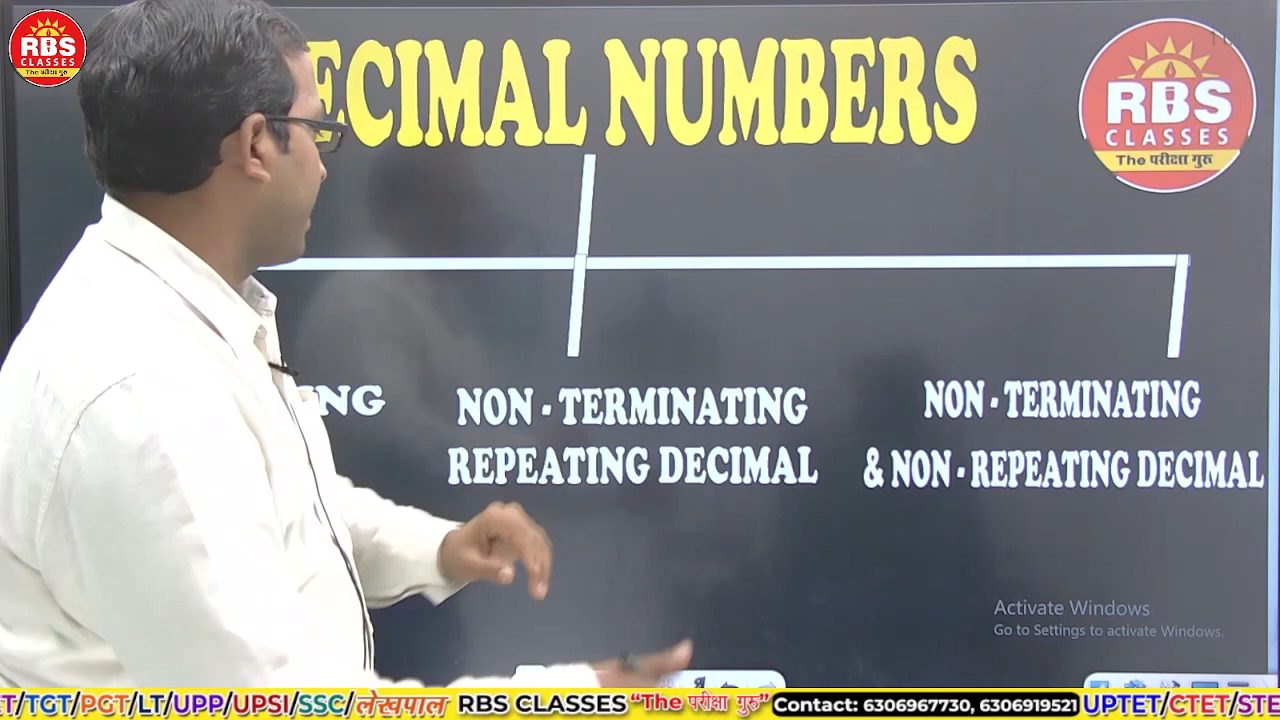 RBS
CLASSES
The परीक्षा गुरु
ECIMAL NUMBERS
RBS
CLASSES
The परीक्षा गुरु
ING
NON - TERMINATING
REPEATING DECIMAL
NON - TERMINATING
& NON - REPEATING DECIMAL
Activate Windows
Go to Settings to activate Windows.
T/TGT/PGT/LT/UPP/UPSI/SSC/लेखपाल RBS CLASSES “The परीक्षा गुरु” Contact: 6306967730, 6306919521 UPTET/CTET/STE